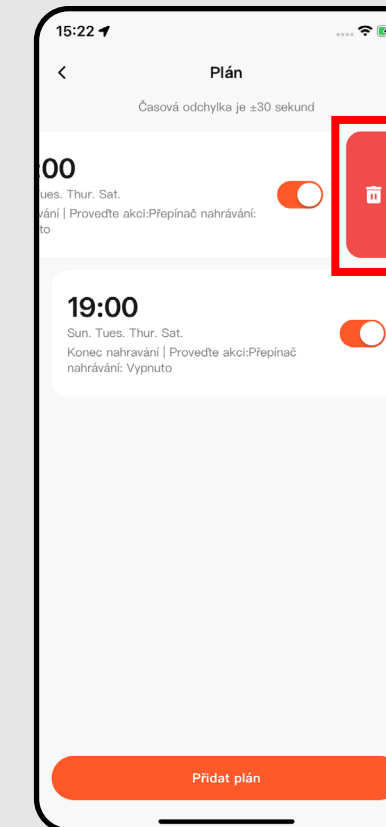 15:22
Plán
Časová odchylka je ±30 sekund
:00
ues. Thur. Sat.
vání | Proveďte akci:Přepínač nahrávání:
to
19:00
Sun. Tues. Thur. Sat.
Konec nahravání | Proveďte akci:Přepínač
nahrávání: Vypnuto
Přidat plán